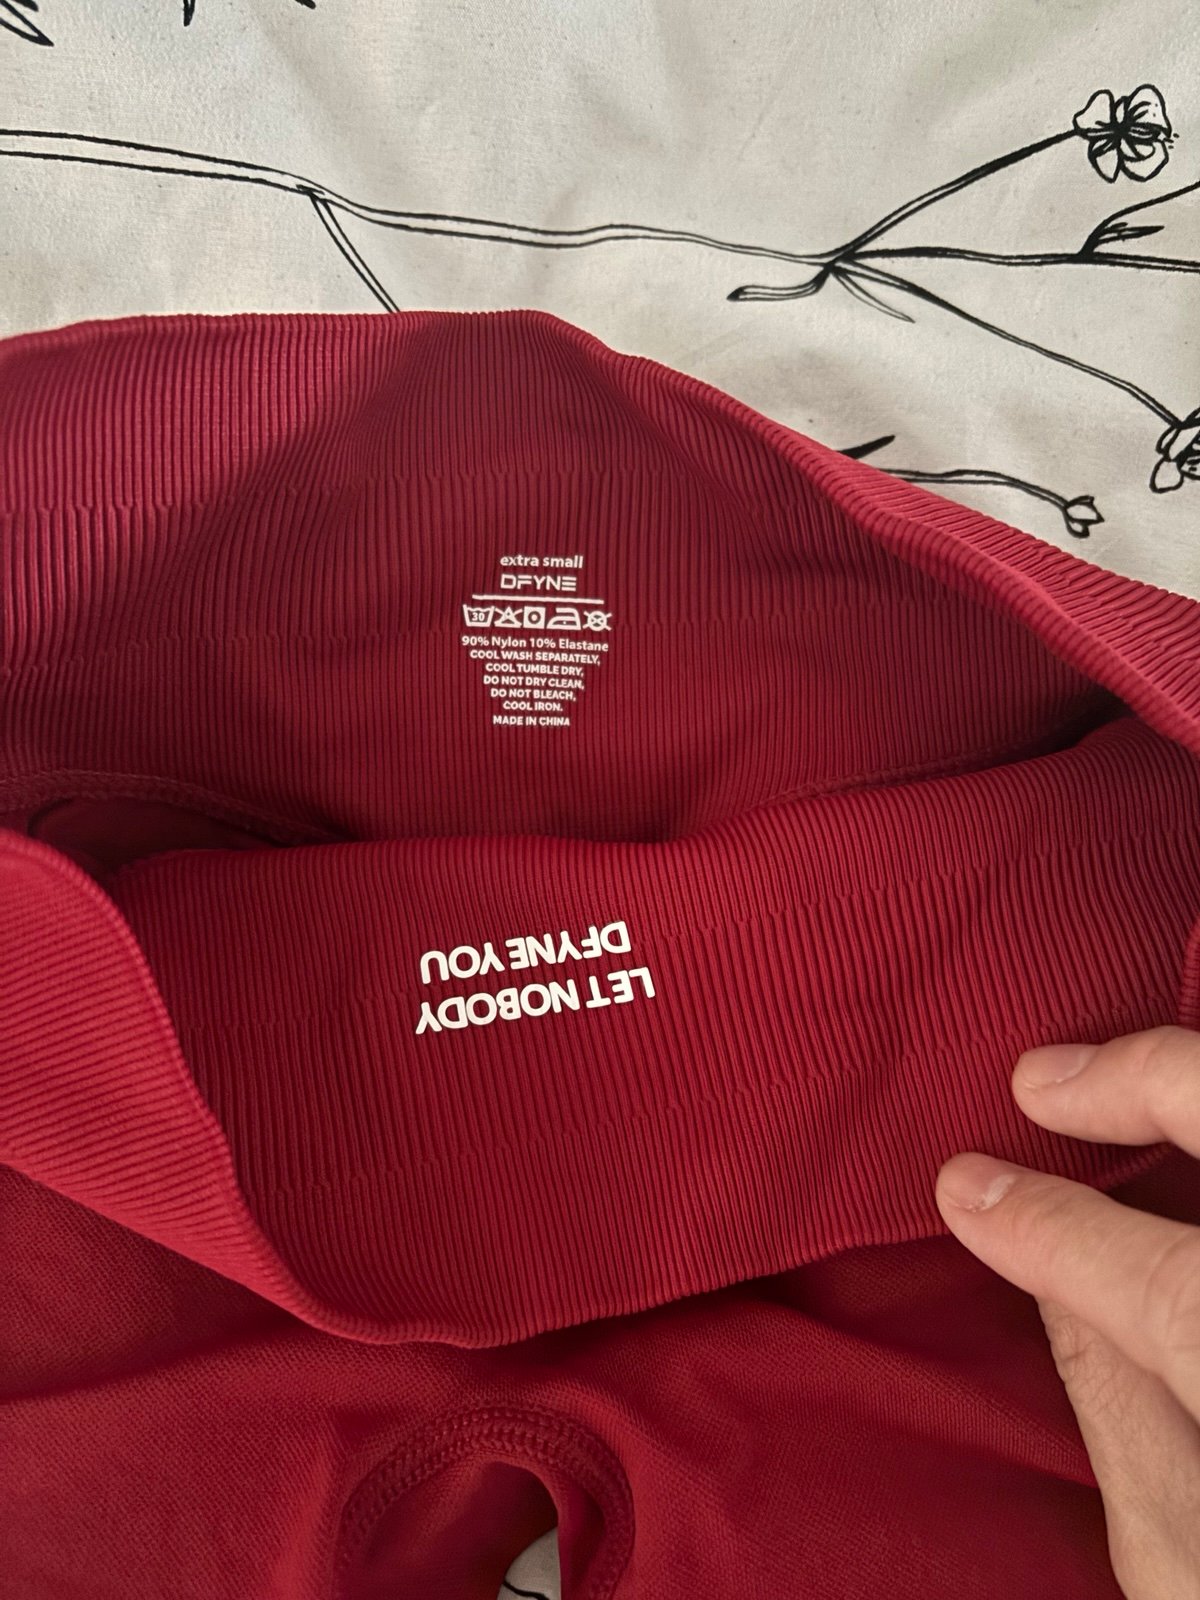 extra small
DFYNE
30
90% Nylon 10% Elastane
COOL WASH SEPARATELY,
COOL TUMBLE DRY,
DO NOT DRY CLEAN,
DO NOT BLEACH,
COOL IRON.
MADE IN CHINA
LET NOBODY
DFYNE YOU